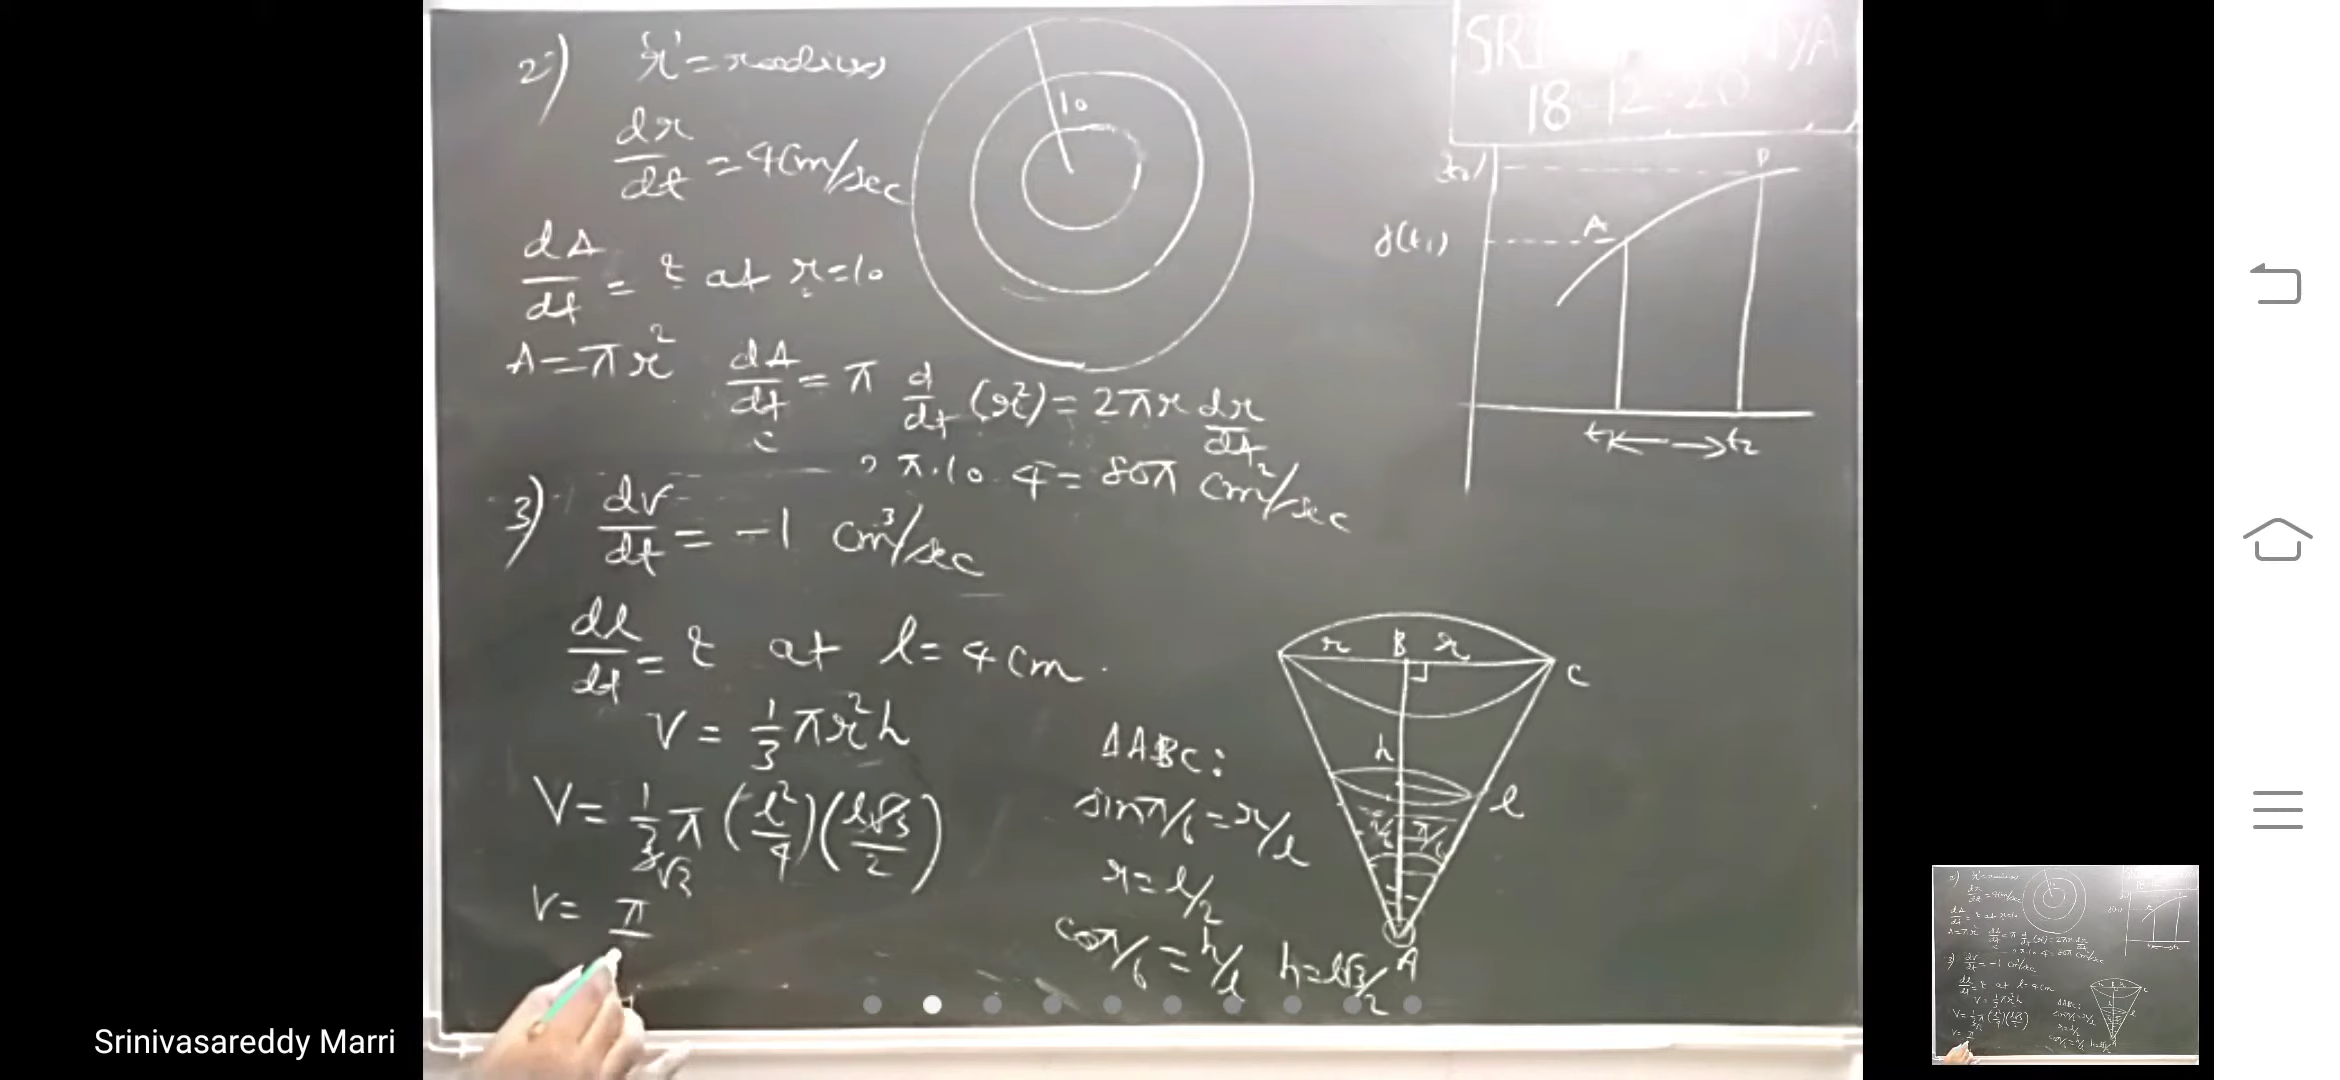 2) 'r' = radius
dr/dt = 4 cm/sec
dA/dt = ? at r = 10
A = πr² dA/dt = π d/dt (r²) = 2πr dr/dt
2π.10.4 = 80π cm²/sec
3) dv/dt = -1 cm³/sec
dl/dt = ? at l = 4 cm.
V = 1/3 πr²h
V = 1/3 π (l²/4)(l√3/2)
√3
V = π
10
18-12-20
A
f(t₁)
t₁ ← → t₂
r B r C
h
l
π/6 π/6
A
ΔABC:
sin π/6 = r/l
r = l/2
cos π/6 = h/l h = l√3/2
Srinivasareddy Marri